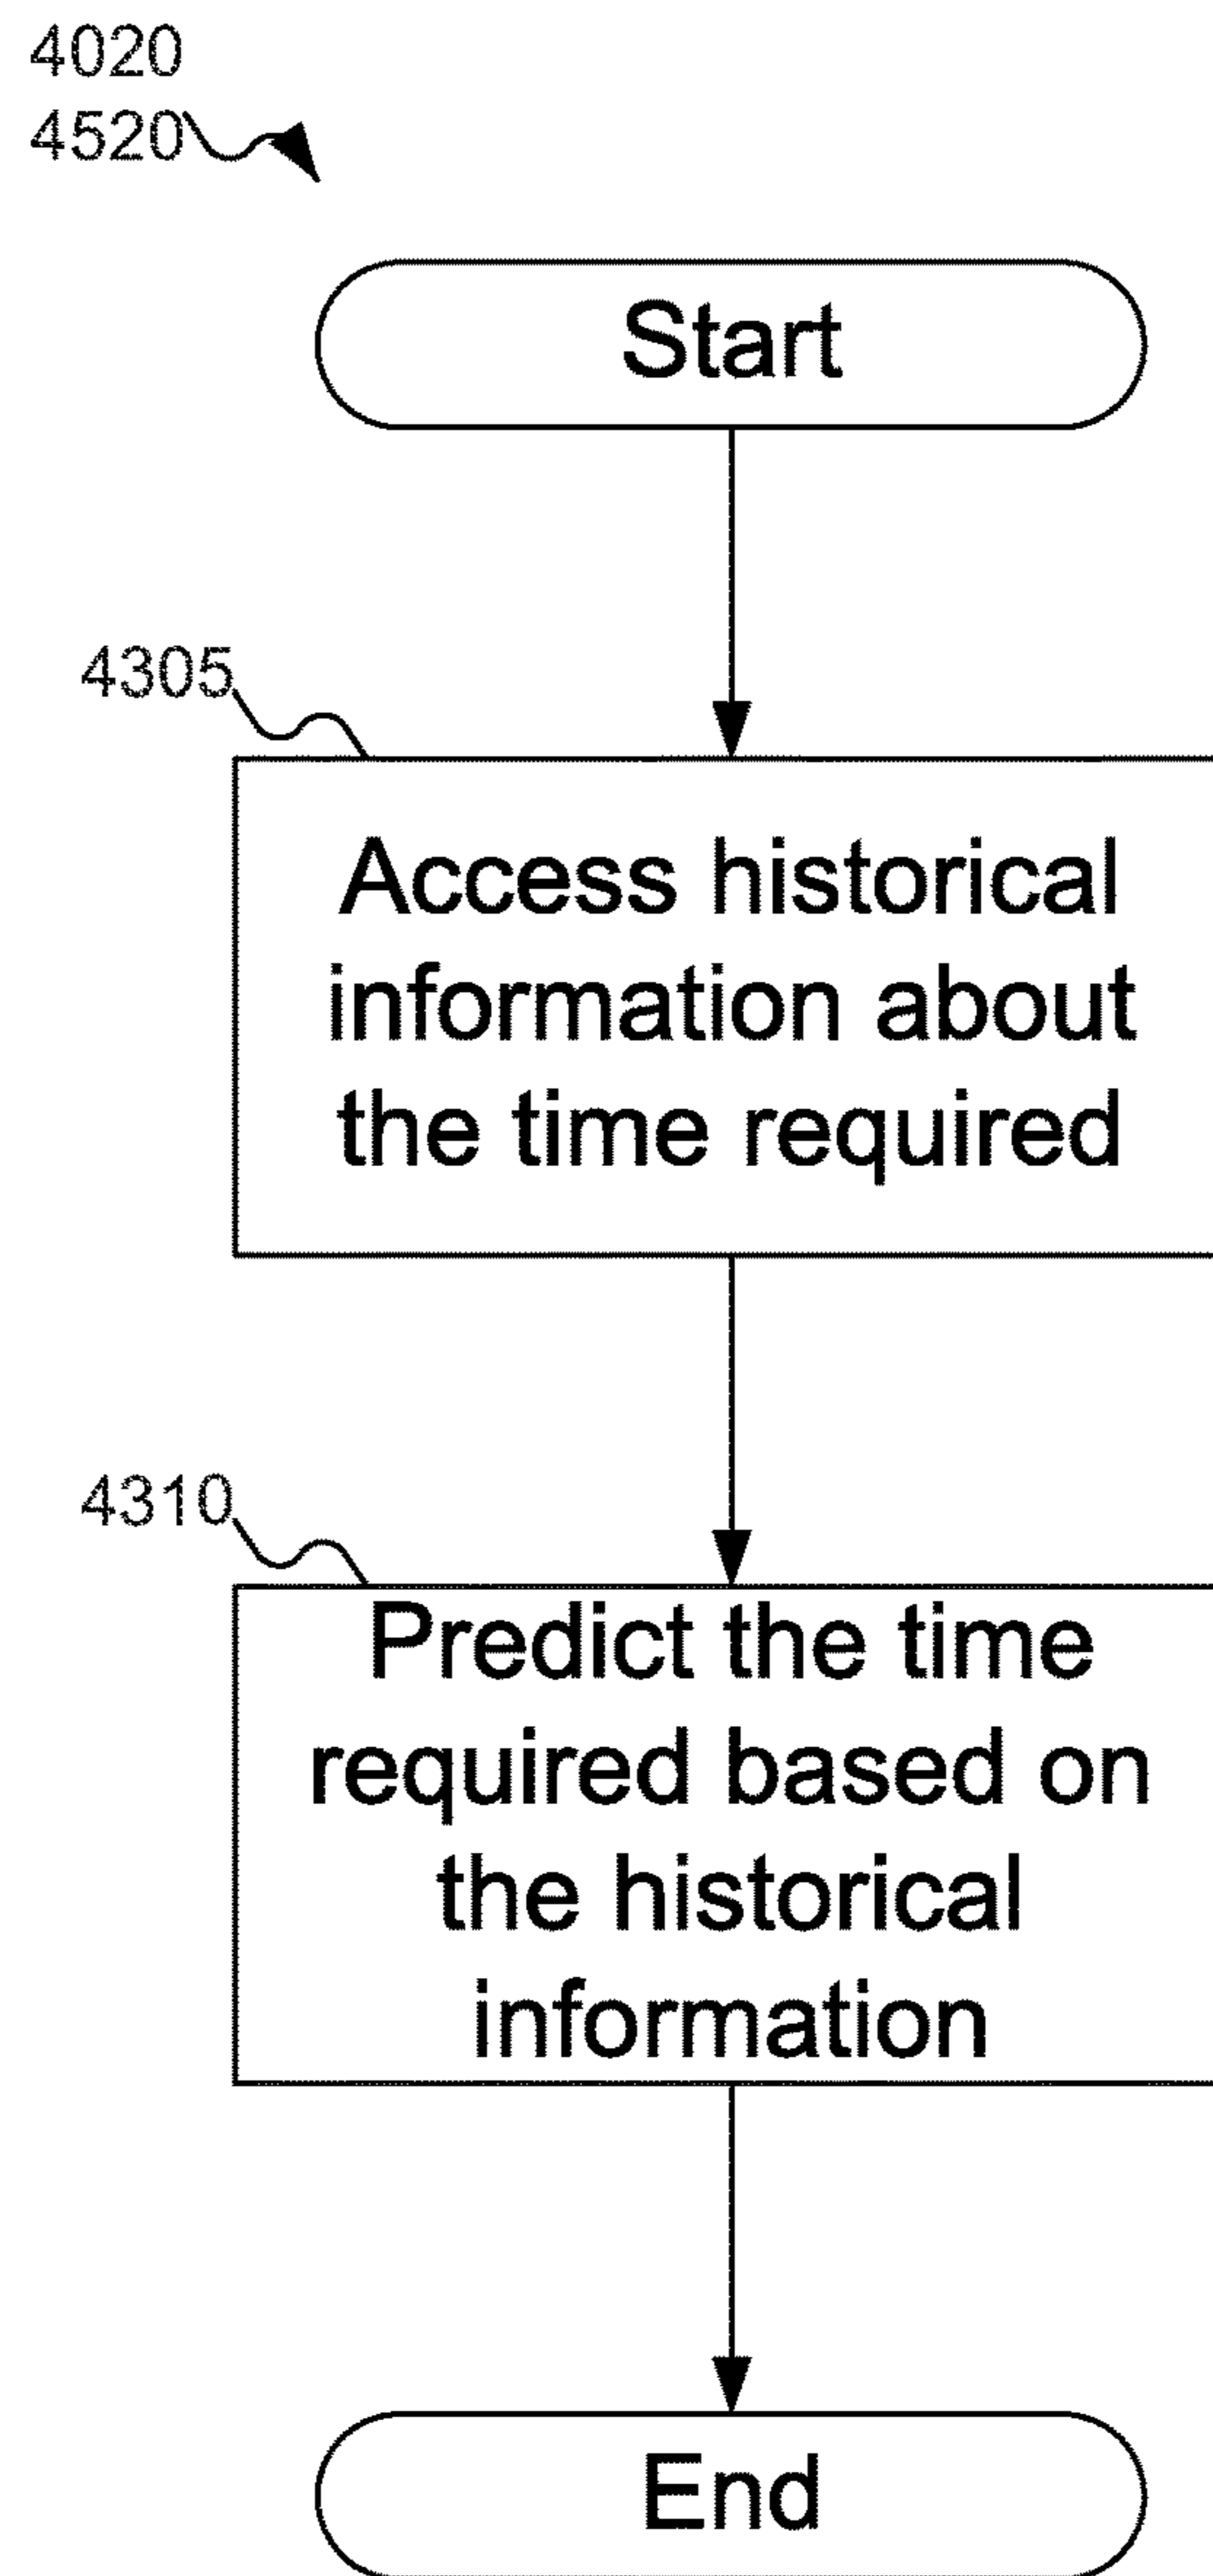 4020
4520
Start
4305
Access historical
information about
the time required
4310
Predict the time
required based on
the historical
information
End